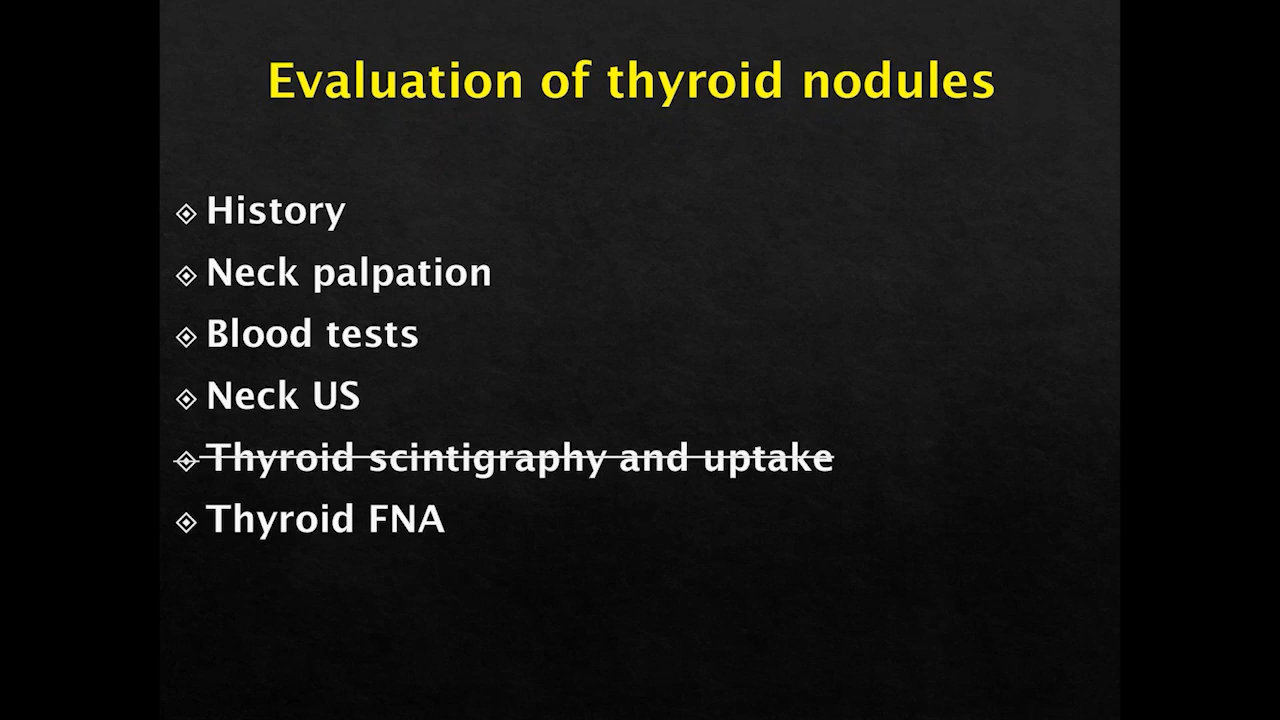 Evaluation of thyroid nodules
History
Neck palpation
Blood tests
Neck US
Thyroid scintigraphy and uptake
Thyroid FNA